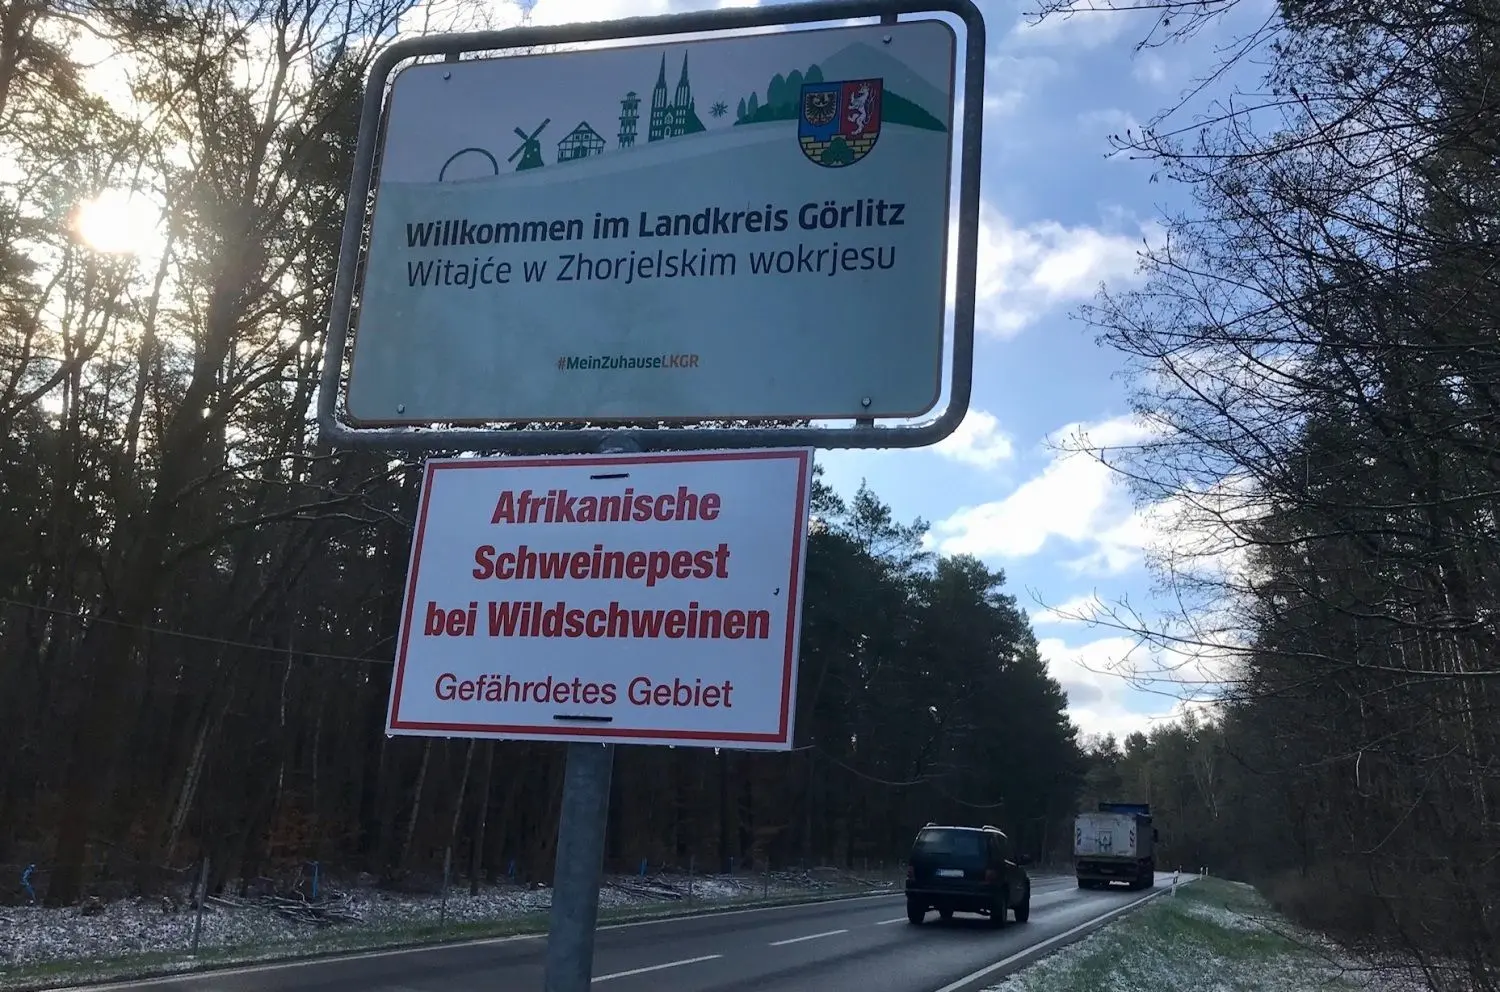 Willkommen im Landkreis Görlitz
Witajće w Zhorjelskim wokrjesu
#MeinZuhauseLKGR
Afrikanische
Schweinepest
bei Wildschweinen
Gefährdetes Gebiet